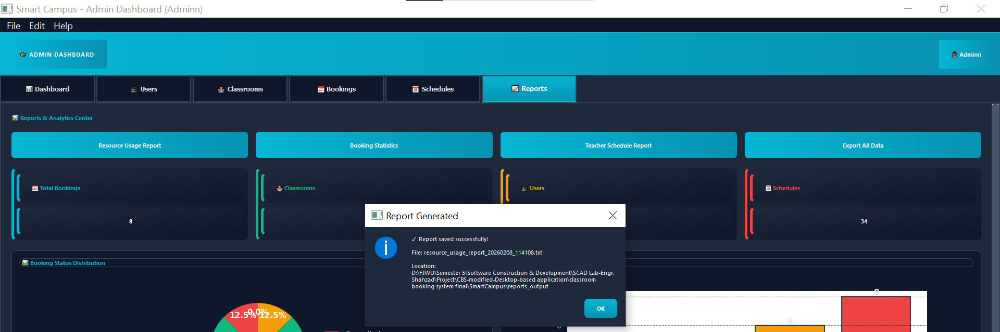 Smart Campus - Admin Dashboard (Adminn)
File Edit Help
ADMIN DASHBOARD
Adminn
Dashboard
Users
Classrooms
Bookings
Schedules
Reports
Reports & Analytics Center
Resource Usage Report
Booking Statistics
Teacher Schedule Report
Export All Data
Total Bookings
Classrooms
Users
Schedules
8
34
Report Generated
✓ Report saved successfully!
File: resource_usage_report_20260208_114108.txt
Location:
D:\FJWU\Semester 5\Software Construction & Development\SCAD Lab-Engr.
Shahzad\Project\CBS-modified-Desktop-based application\classroom
booking system final\SmartCampus\reports_output
OK
Booking Status Distribution
12.5%
0.0%
12.5%
8
6